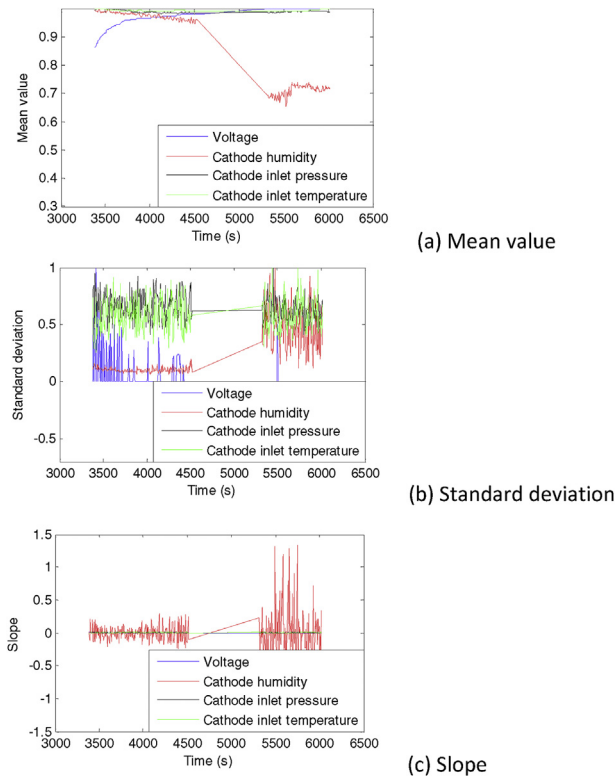 0.9
0.8
0.7
0.6
0.5
0.4
0.3
Mean value
Voltage
Cathode humidity
Cathode inlet pressure
Cathode inlet temperature
3000 3500 4000 4500 5000 5500 6000 6500
Time (s)
(a) Mean value
1
0.5
0
-0.5
Standard deviation
Voltage
Cathode humidity
Cathode inlet pressure
Cathode inlet temperature
3000 3500 4000 4500 5000 5500 6000 6500
Time (s)
(b) Standard deviation
1.5
1
0.5
0
-0.5
-1
-1.5
Slope
Voltage
Cathode humidity
Cathode inlet pressure
Cathode inlet temperature
3000 3500 4000 4500 5000 5500 6000 6500
Time (s)
(c) Slope